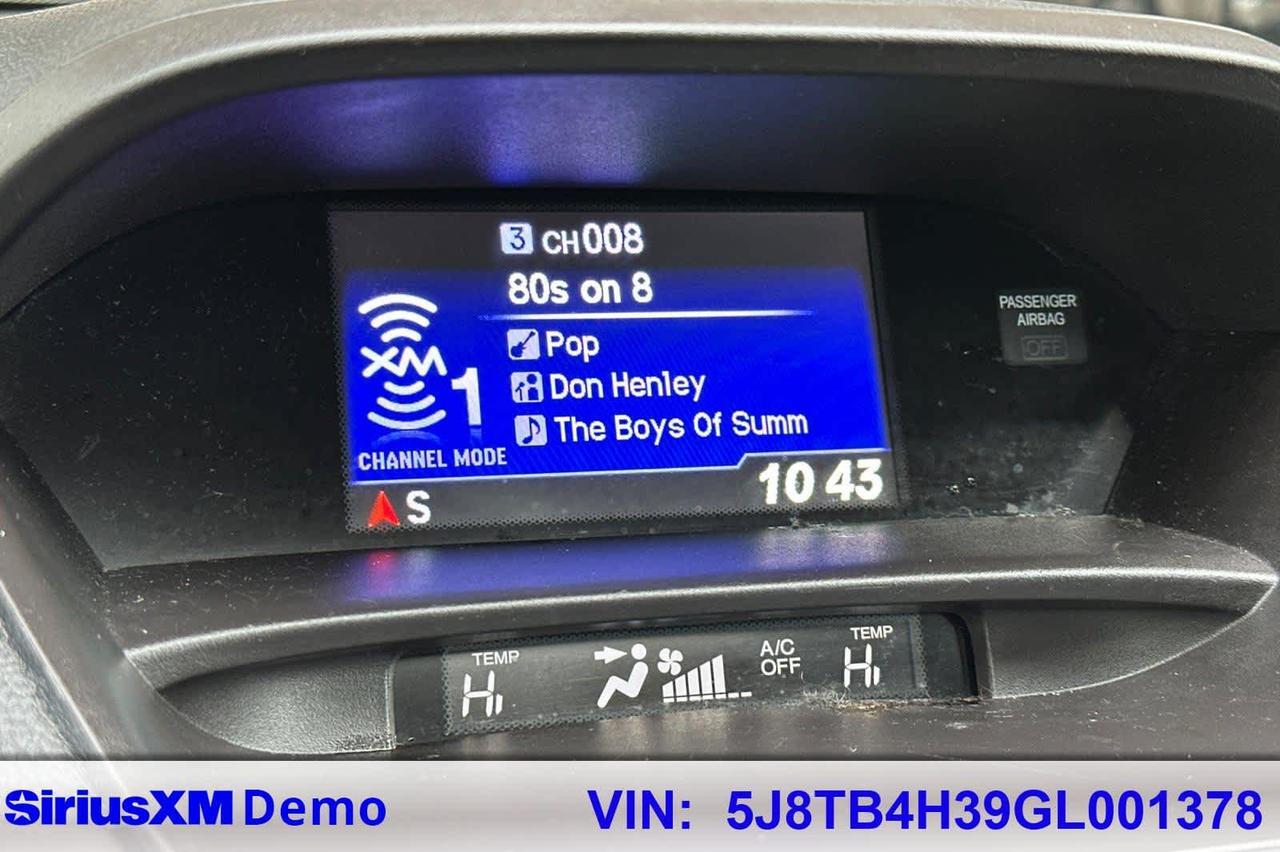 3 CH008
80s on 8
Pop
Don Henley
The Boys Of Summ
XM 1
CHANNEL MODE
S
10 43
PASSENGER
AIRBAG
OFF
TEMP
Hi
A/C
OFF
TEMP
Hi
SiriusXM Demo
VIN: 5J8TB4H39GL001378